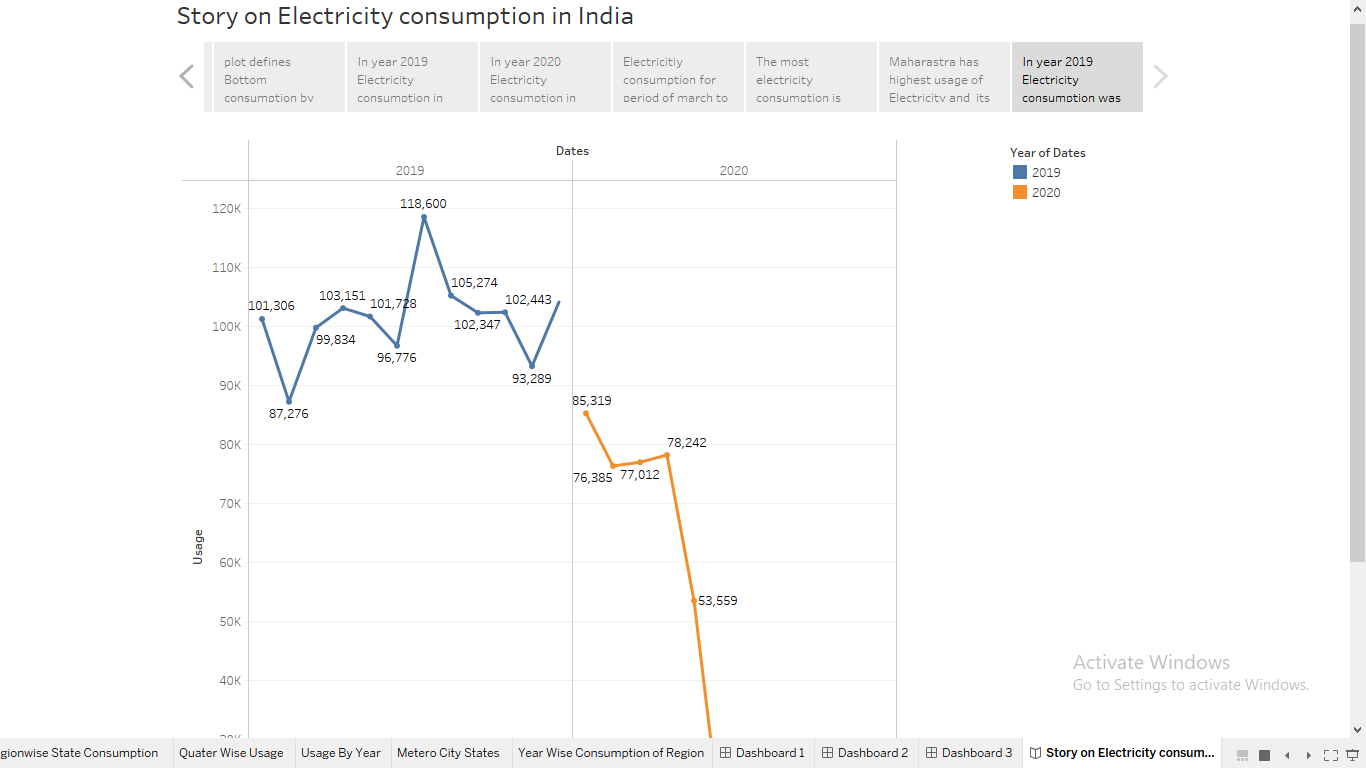 Story on Electricity consumption in India
plot defines
Bottom
consumption by
In year 2019
Electricity
consumption in
In year 2020
Electricity
consumption in
Electricitiy
consumption for
period of march to
The most
electricity
consumption is
Maharastra has
highest usage of
Electricity and its
In year 2019
Electricity
consumption was
Dates
2019
2020
Year of Dates
2019
2020
120K
110K
100K
90K
80K
70K
60K
50K
40K
Usage
101,306
87,276
99,834
103,151
101,728
96,776
118,600
105,274
102,347
102,443
93,289
85,319
76,385
77,012
78,242
53,559
Activate Windows
Go to Settings to activate Windows.
gionwise State Consumption
Quater Wise Usage
Usage By Year
Metero City States
Year Wise Consumption of Region
Dashboard 1
Dashboard 2
Dashboard 3
Story on Electricity consum...